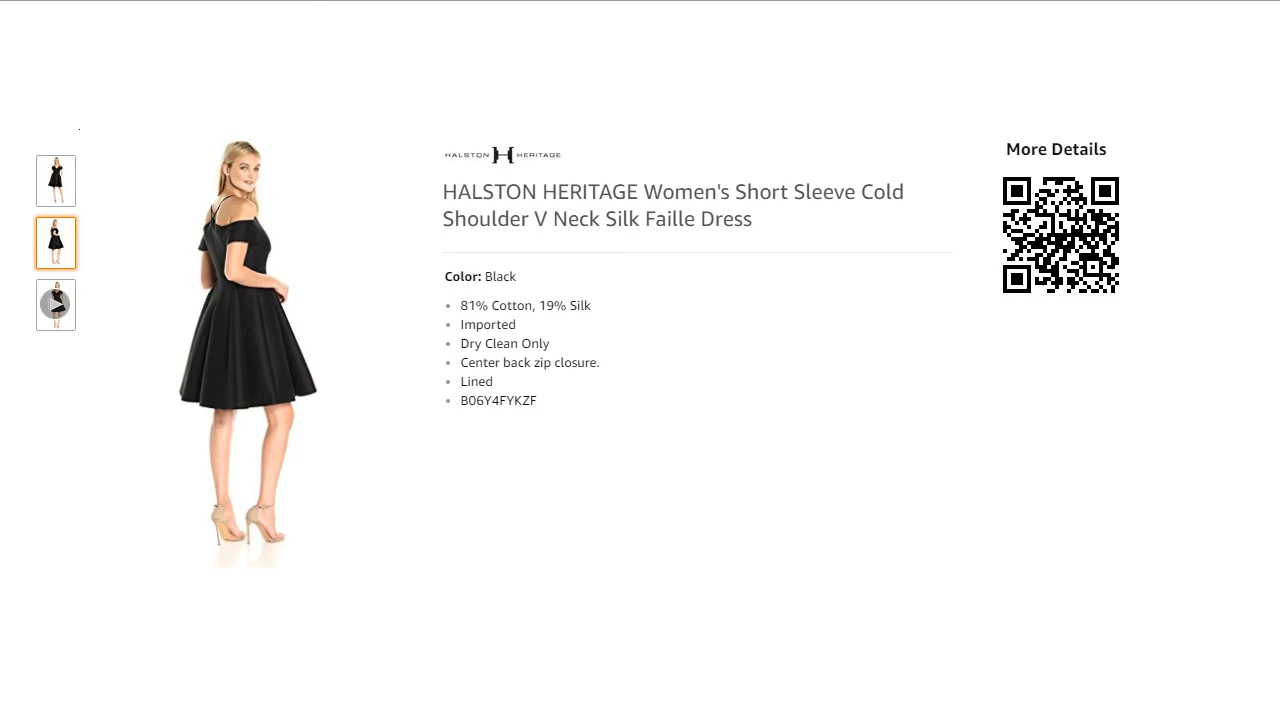 HALSTON HERITAGE
HALSTON HERITAGE Women's Short Sleeve Cold
Shoulder V Neck Silk Faille Dress
Color: Black
81% Cotton, 19% Silk
Imported
Dry Clean Only
Center back zip closure.
Lined
B06Y4FYKZF
More Details